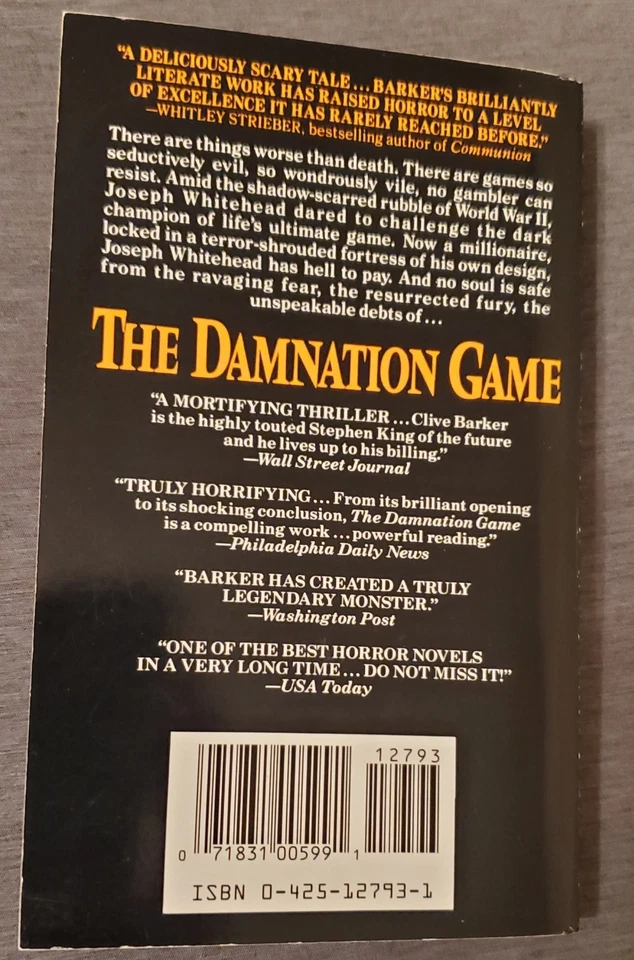 “A DELICIOUSLY SCARY TALE...BARKER'S BRILLIANTLY
LITERATE WORK HAS RAISED HORROR TO A LEVEL
OF EXCELLENCE IT HAS RARELY REACHED BEFORE.”
—WHITLEY STRIEBER, bestselling author of Communion
There are things worse than death. There are games so
seductively evil, so wondrously vile, no gambler can
resist. Amid the shadow-scarred rubble of World War II,
Joseph Whitehead dared to challenge the dark
champion of life's ultimate game. Now a millionaire,
locked in a terror-shrouded fortress of his own design,
Joseph Whitehead has hell to pay. And no soul is safe
from the ravaging fear, the resurrected fury, the
unspeakable debts of...
THE DAMNATION GAME
“A MORTIFYING THRILLER...Clive Barker
is the highly touted Stephen King of the future
and he lives up to his billing.”
—Wall Street Journal
“TRULY HORRIFYING...From its brilliant opening
to its shocking conclusion, The Damnation Game
is a compelling work...powerful reading.”
—Philadelphia Daily News
“BARKER HAS CREATED A TRULY
LEGENDARY MONSTER.”
—Washington Post
“ONE OF THE BEST HORROR NOVELS
IN A VERY LONG TIME...DO NOT MISS IT!”
—USA Today
12793
0 71831 00599 1
ISBN 0-425-12793-1